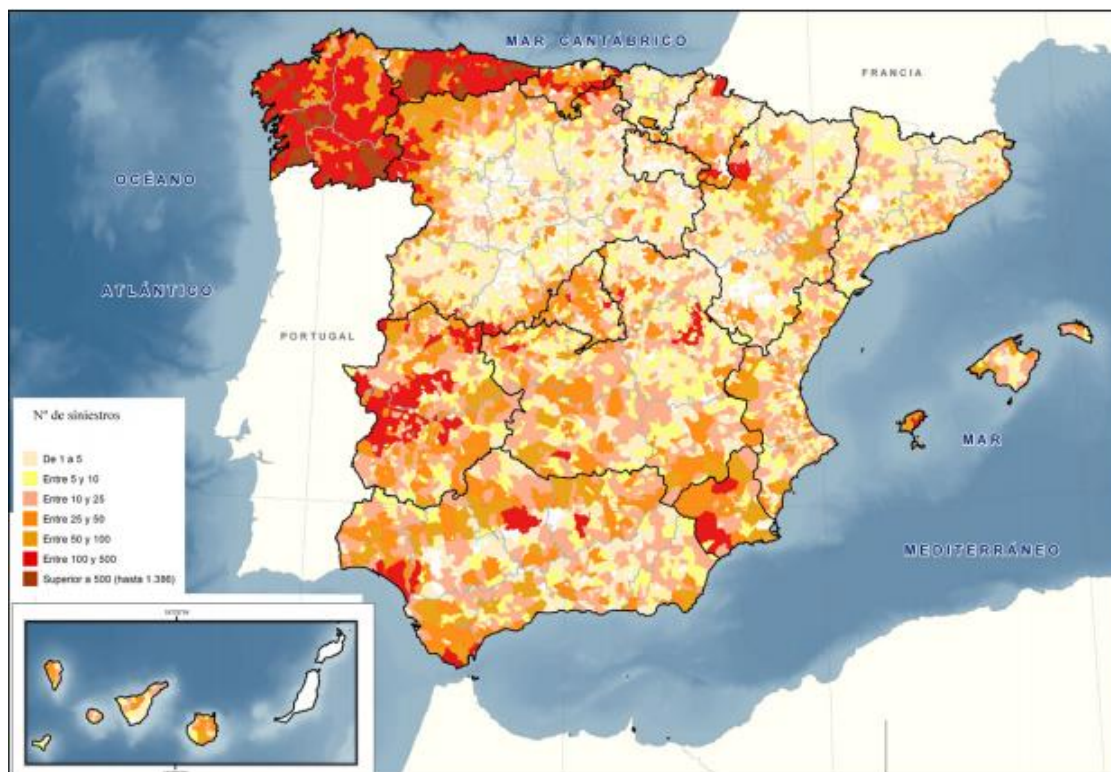 MAR CANTÁBRICO
FRANCIA
OCÉANO
ATLÁNTICO
PORTUGAL
MAR
MEDITERRÁNEO
Nº de siniestros
De 1 a 5
Entre 5 y 10
Entre 10 y 25
Entre 25 y 50
Entre 50 y 100
Entre 100 y 500
Superior a 500 (hasta 1.386)